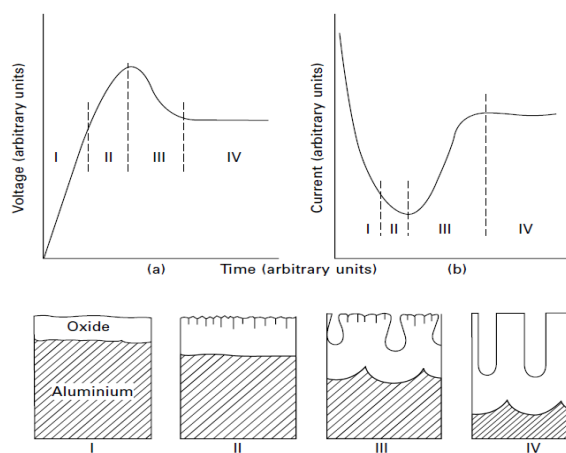 Voltage (arbitrary units)
I
II
III
IV
Current (arbitrary units)
I
II
III
IV
(a)
Time (arbitrary units)
(b)
Oxide
Aluminium
I
II
III
IV